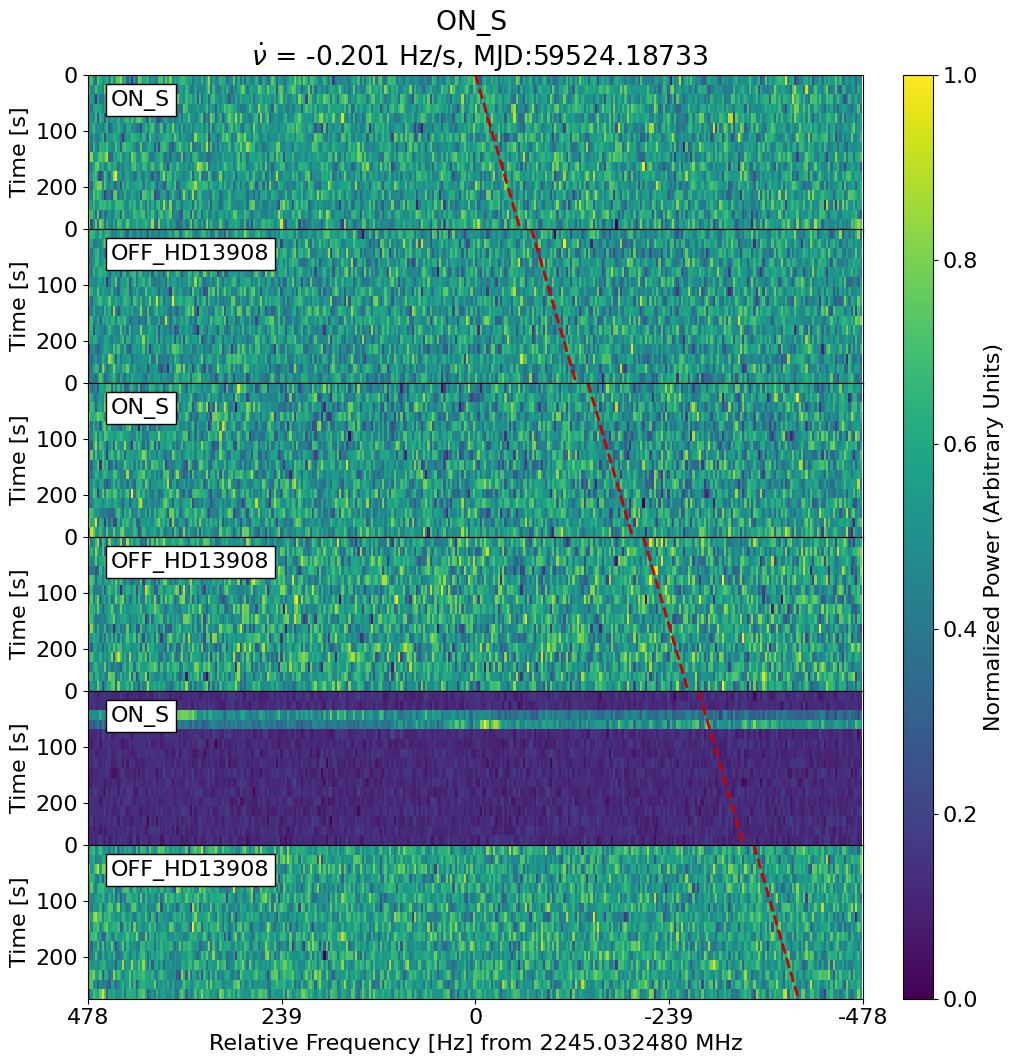 ON_S
ν̇ = -0.201 Hz/s, MJD:59524.18733
0
ON_S
100
Time [s]
200
0
OFF_HD13908
100
Time [s]
200
0
ON_S
100
Time [s]
200
0
OFF_HD13908
100
Time [s]
200
0
ON_S
100
Time [s]
200
0
OFF_HD13908
100
Time [s]
200
478 239 0 -239 -478
Relative Frequency [Hz] from 2245.032480 MHz
1.0
0.8
0.6
0.4
0.2
0.0
Normalized Power (Arbitrary Units)